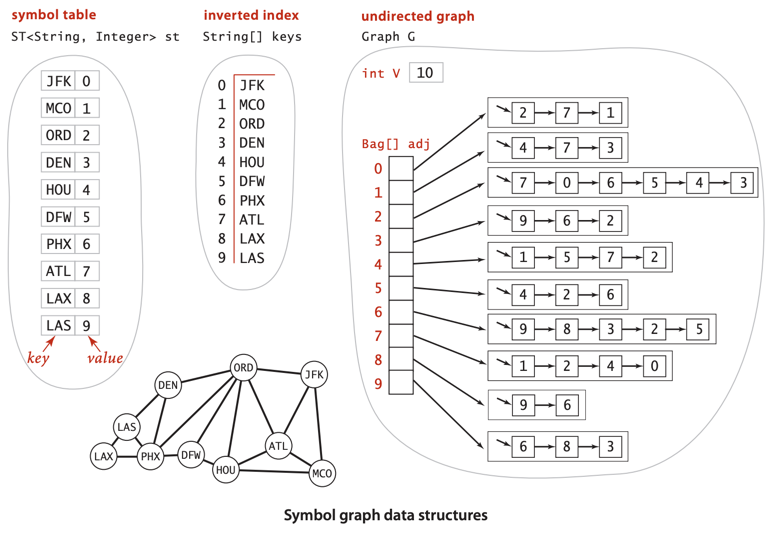 symbol table
ST<String, Integer> st
JFK 0
MCO 1
ORD 2
DEN 3
HOU 4
DFW 5
PHX 6
ATL 7
LAX 8
LAS 9
key value
inverted index
String[] keys
0 JFK
1 MCO
2 ORD
3 DEN
4 HOU
5 DFW
6 PHX
7 ATL
8 LAX
9 LAS
undirected graph
Graph G
int V 10
Bag[] adj
0 2 7 1
1 4 7 3
2 7 0 6 5 4 3
3 9 6 2
4 1 5 7 2
5 4 2 6
6 9 8 3 2 5
7 1 2 4 0
8 9 6
9 6 8 3
ORD
JFK
DEN
LAS
ATL
LAX
PHX
DFW
HOU
MCO
Symbol graph data structures